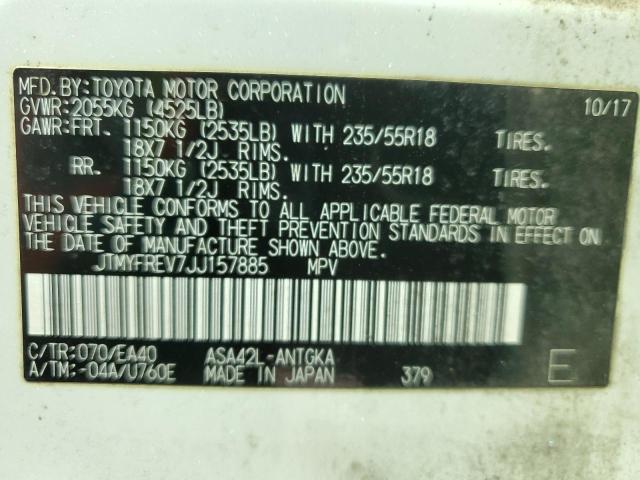 MFD.BY:TOYOTA MOTOR CORPORATION 10/17
GVWR:2055KG (4525LB)
GAWR:FRT. 1150KG (2535LB) WITH 235/55R18 TIRES.
18X7 1/2J RIMS.
RR. 1150KG (2535LB) WITH 235/55R18 TIRES.
18X7 1/2J RIMS.
THIS VEHICLE CONFORMS TO ALL APPLICABLE FEDERAL MOTOR
VEHICLE SAFETY AND THEFT PREVENTION STANDARDS IN EFFECT ON
THE DATE OF MANUFACTURE SHOWN ABOVE.
JTMYFREV7JJ157885 MPV
C/TR:070/EA40 ASA42L-ANTGKA
A/TM:-04A/U760E MADE IN JAPAN 379 E